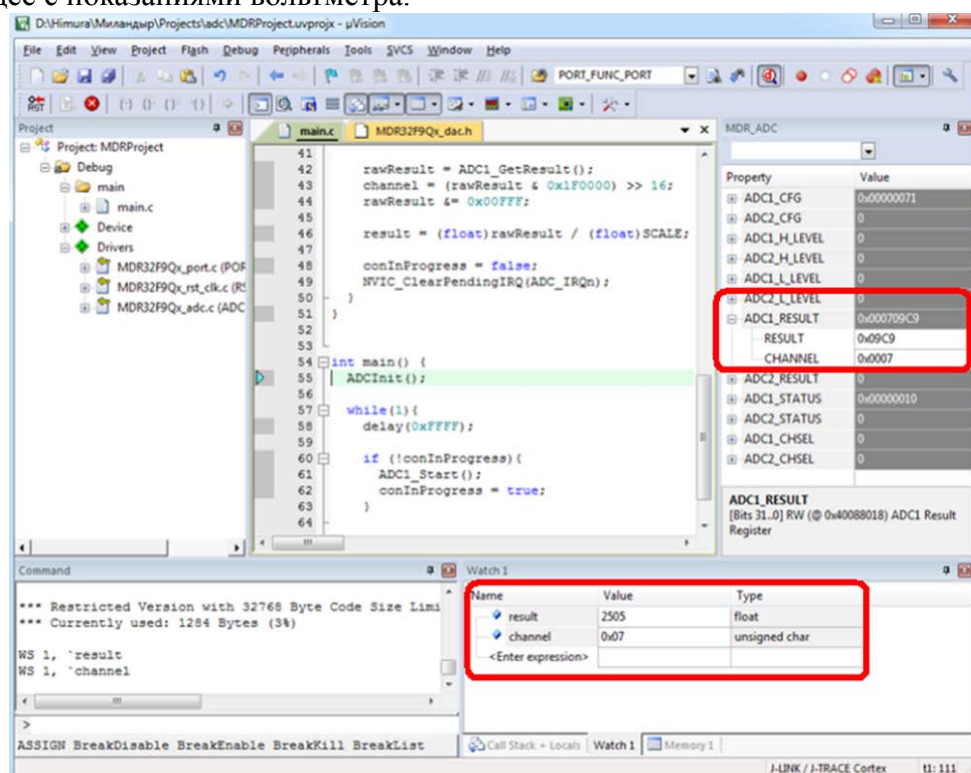 щее с показаниями вольтметра.
D:\Himura\Миландыр\Projects\adc\MDRProject.uvprojx - µVision
File Edit View Project Flash Debug Peripherals Tools SVCS Window Help
PORT_FUNC_PORT
Project
Project: MDRProject
Debug
main
main.c
Device
Drivers
MDR32F9Qx_port.c (POR
MDR32F9Qx_rst_clk.c (RS
MDR32F9Qx_adc.c (ADC
main.c MDR32F9Qx_dac.h
41
42 rawResult = ADC1_GetResult();
43 channel = (rawResult & 0x1F0000) >> 16;
44 rawResult &= 0x00FFF;
45
46 result = (float)rawResult / (float)SCALE;
47
48 conInProgress = false;
49 NVIC_ClearPendingIRQ(ADC_IRQn);
50 }
51 }
52
53
54 int main() {
55 ADCInit();
56
57 while(1){
58 delay(0xFFFF);
59
60 if (!conInProgress){
61 ADC1_Start();
62 conInProgress = true;
63 }
64
MDR_ADC
Property Value
ADC1_CFG 0x00000071
ADC2_CFG 0
ADC1_H_LEVEL 0
ADC2_H_LEVEL 0
ADC1_L_LEVEL 0
ADC2_L_LEVEL 0
ADC1_RESULT 0x000709C9
RESULT 0x09C9
CHANNEL 0x0007
ADC2_RESULT 0
ADC1_STATUS 0x00000010
ADC2_STATUS 0
ADC1_CHSEL 0
ADC2_CHSEL 0
ADC1_RESULT
[Bits 31..0] RW (@ 0x40088018) ADC1 Result
Register
Command
*** Restricted Version with 32768 Byte Code Size Limi
*** Currently used: 1284 Bytes (3%)
WS 1, `result
WS 1, `channel
>
ASSIGN BreakDisable BreakEnable BreakKill BreakList
Watch 1
Name Value Type
result 2505 float
channel 0x07 unsigned char
<Enter expression>
Call Stack + Locals Watch 1 Memory 1
J-LINK / J-TRACE Cortex t1: 111